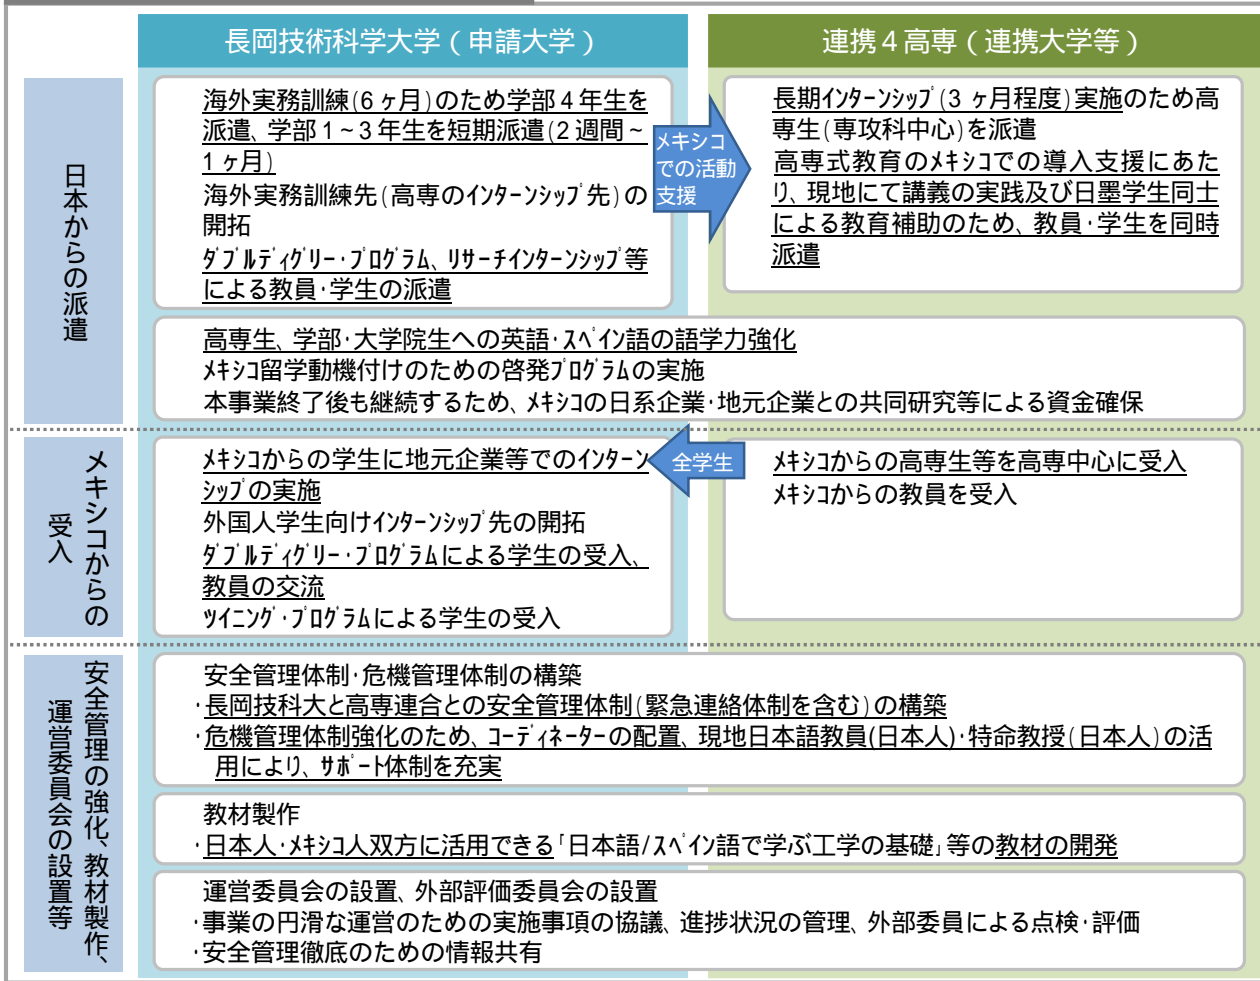 長岡技術科学大学(申請大学)
連携4高専(連携大学等)
日本からの派遣
海外実務訓練(6ヶ月)のため学部4年生を
派遣、学部1~3年生を短期派遣(2週間~
1ヶ月)
海外実務訓練先(高専のインターンシップ先)の
開拓
ダブルディグリー・プログラム、リサーチインターンシップ等
による教員・学生の派遣
メキシコ
での活動
支援
長期インターンシップ(3ヶ月程度)実施のため高
専生(専攻科中心)を派遣
高専式教育のメキシコでの導入支援にあた
り、現地にて講義の実践及び日墨学生同士
による教育補助のため、教員・学生を同時
派遣
高専生、学部・大学院生への英語・スペイン語の語学力強化
メキシコ留学動機付けのための啓発プログラムの実施
本事業終了後も継続するため、メキシコの日系企業・地元企業との共同研究等による資金確保
メキシコからの
受入
メキシコからの学生に地元企業等でのインターン
シップの実施
外国人学生向けインターンシップ先の開拓
ダブルディグリー・プログラムによる学生の受入、
教員の交流
ツイニング・プログラムによる学生の受入
全学生
メキシコからの高専生等を高専中心に受入
メキシコからの教員を受入
安全管理の強化、教材製作、
運営委員会の設置等
安全管理体制・危機管理体制の構築
・長岡技科大と高専連合との安全管理体制(緊急連絡体制を含む)の構築
・危機管理体制強化のため、コーディネーターの配置、現地日本語教員(日本人)・特命教授(日本人)の活
用により、サポート体制を充実
教材製作
・日本人・メキシコ人双方に活用できる「日本語/スペイン語で学ぶ工学の基礎」等の教材の開発
運営委員会の設置、外部評価委員会の設置
・事業の円滑な運営のための実施事項の協議、進捗状況の管理、外部委員による点検・評価
・安全管理徹底のための情報共有